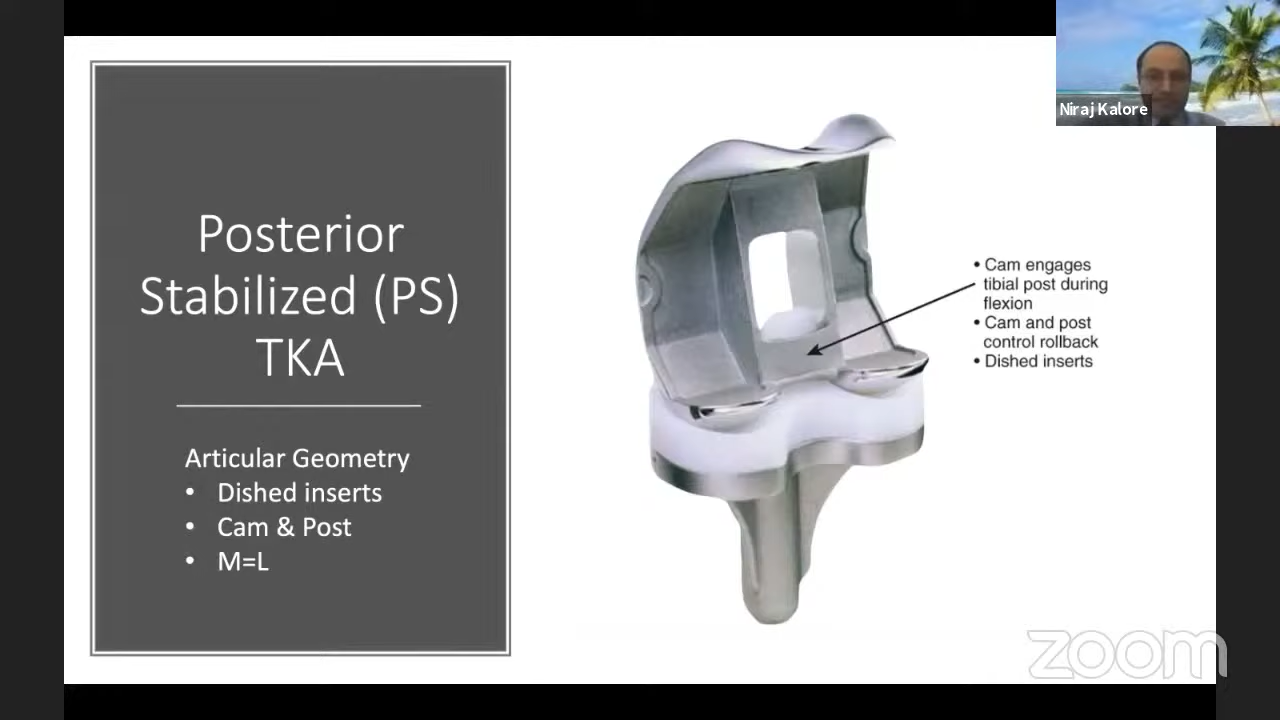 Niraj Kalore
Posterior
Stabilized (PS)
TKA
Articular Geometry
• Dished inserts
• Cam & Post
• M=L
• Cam engages
tibial post during
flexion
• Cam and post
control rollback
• Dished inserts
zoom